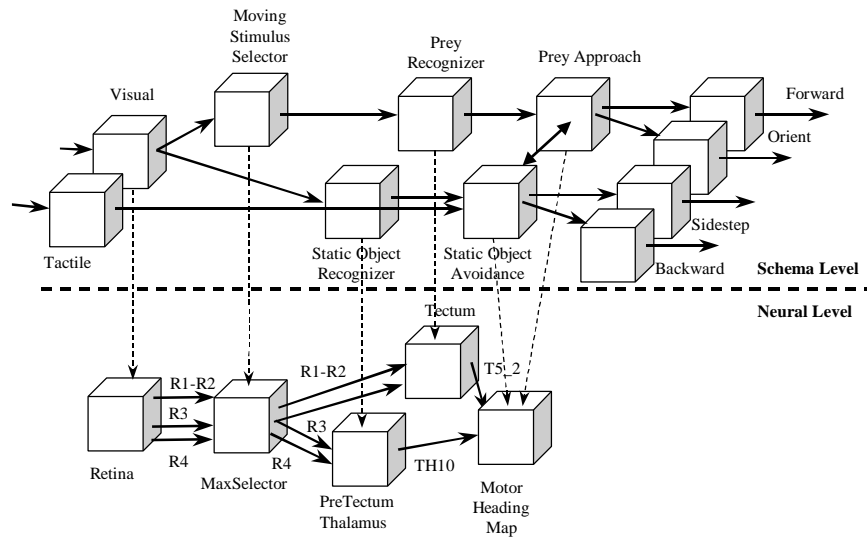 Moving
Stimulus
Selector
Prey
Recognizer
Prey Approach
Visual
Forward
Orient
Sidestep
Backward
Tactile
Static Object
Recognizer
Static Object
Avoidance
Schema Level
Neural Level
Tectum
R1-R2
R1-R2
T5_2
R3
R3
R4
R4
TH10
Retina
MaxSelector
PreTectum
Thalamus
Motor
Heading
Map